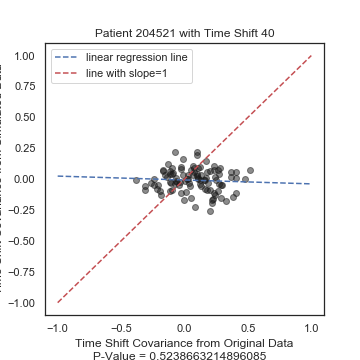 Patient 204521 with Time Shift 40
linear regression line
line with slope=1
1.00
0.75
0.50
0.25
0.00
−0.25
−0.50
−0.75
−1.00
−1.0 −0.5 0.0 0.5 1.0
Time Shift Covariance from Original Data
P-Value = 0.5238663214896085